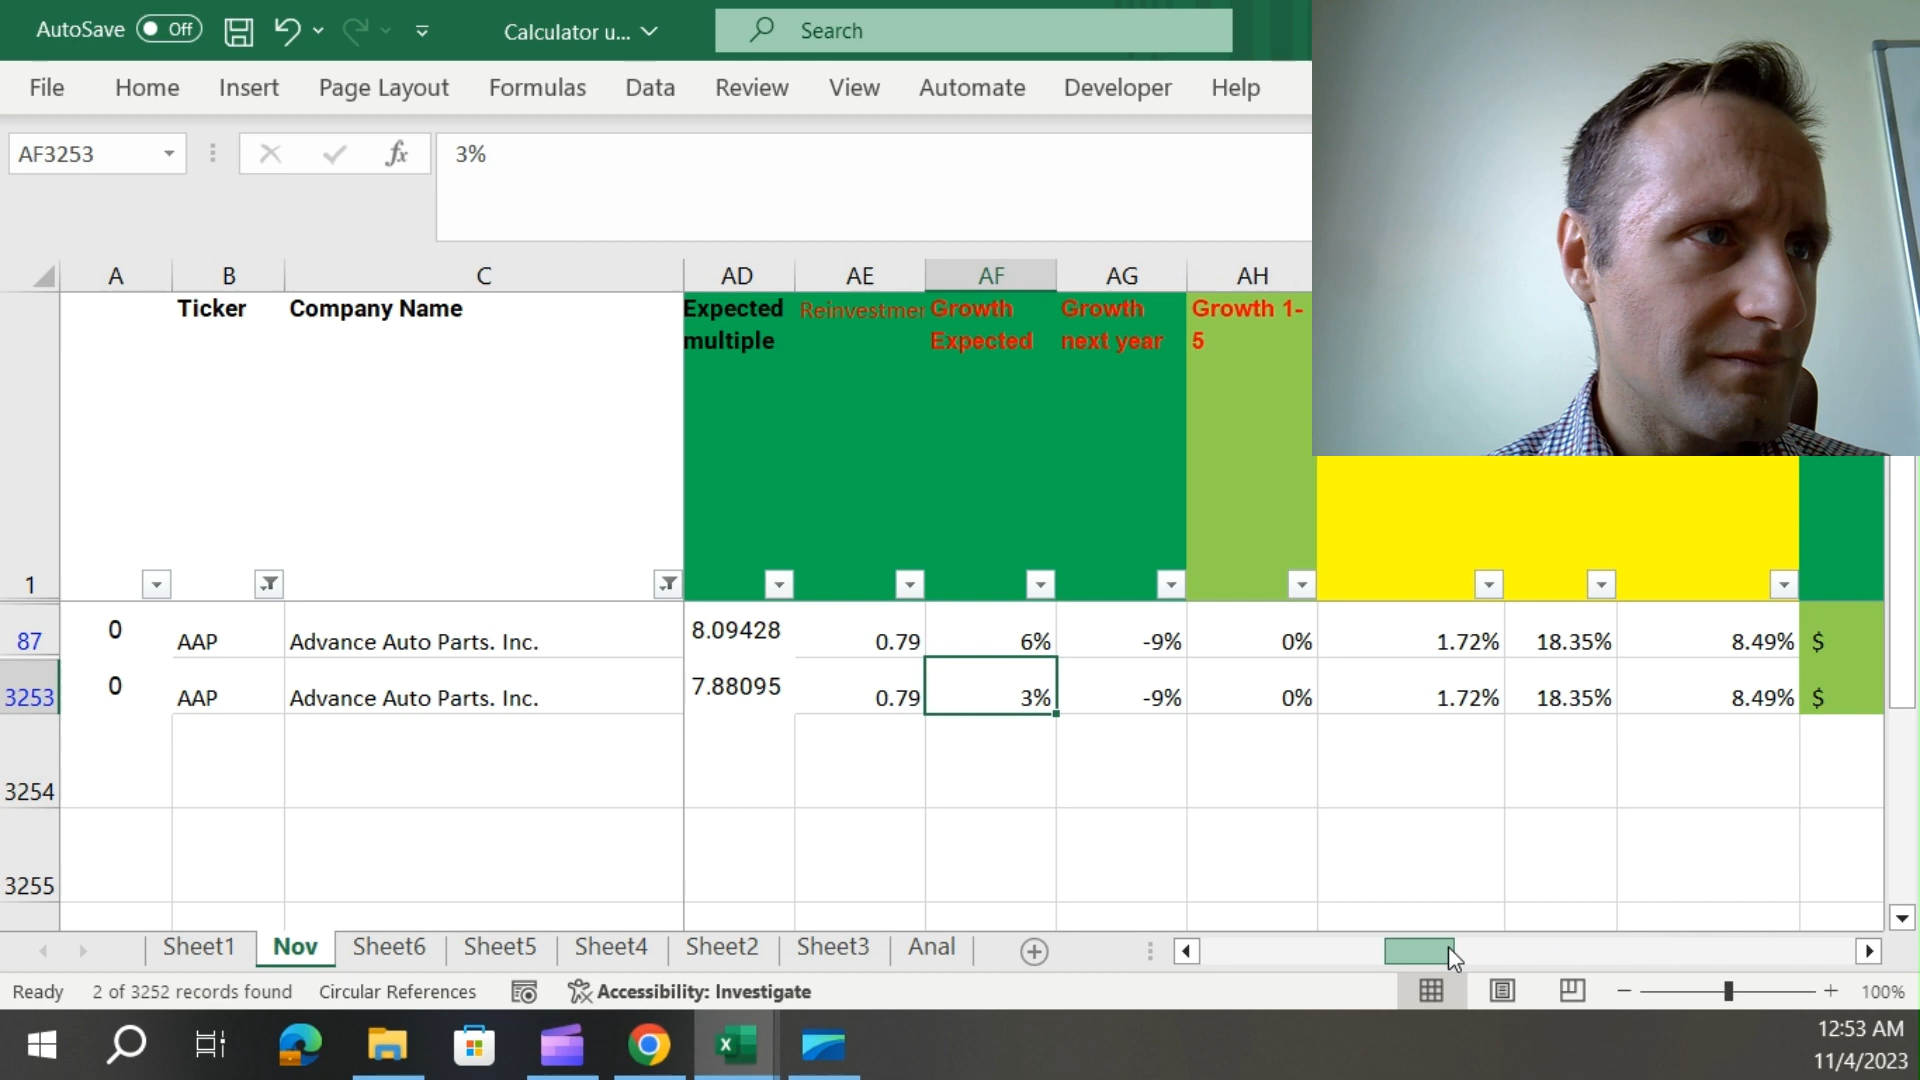 AutoSave Off Calculator u... Search
File Home Insert Page Layout Formulas Data Review View Automate Developer Help
AF3253 fx 3%
A B C AD AE AF AG AH
Ticker Company Name Expected multiple Reinvestmer Growth Expected Growth next year Growth 1-5
1
87 0 AAP Advance Auto Parts. Inc. 8.09428 0.79 6% -9% 0% 1.72% 18.35% 8.49% $
3253 0 AAP Advance Auto Parts. Inc. 7.88095 0.79 3% -9% 0% 1.72% 18.35% 8.49% $
3254
3255
Sheet1 Nov Sheet6 Sheet5 Sheet4 Sheet2 Sheet3 Anal
Ready 2 of 3252 records found Circular References Accessibility: Investigate 100%
12:53 AM
11/4/2023